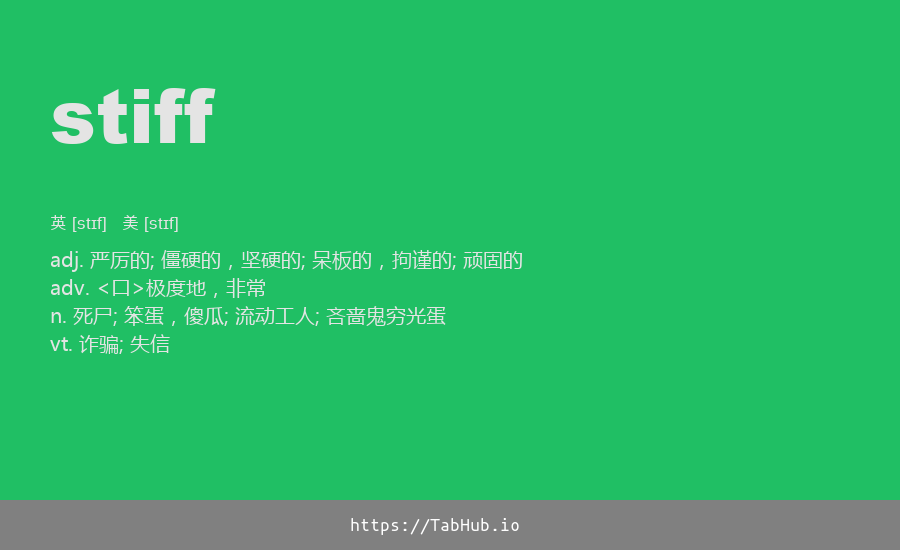 stiff
英 [stɪf] 美 [stɪf]
adj. 严厉的; 僵硬的，坚硬的; 呆板的，拘谨的; 顽固的
adv. <口>极度地，非常
n. 死尸; 笨蛋，傻瓜; 流动工人; 吝啬鬼穷光蛋
vt. 诈骗; 失信
https://TabHub.io